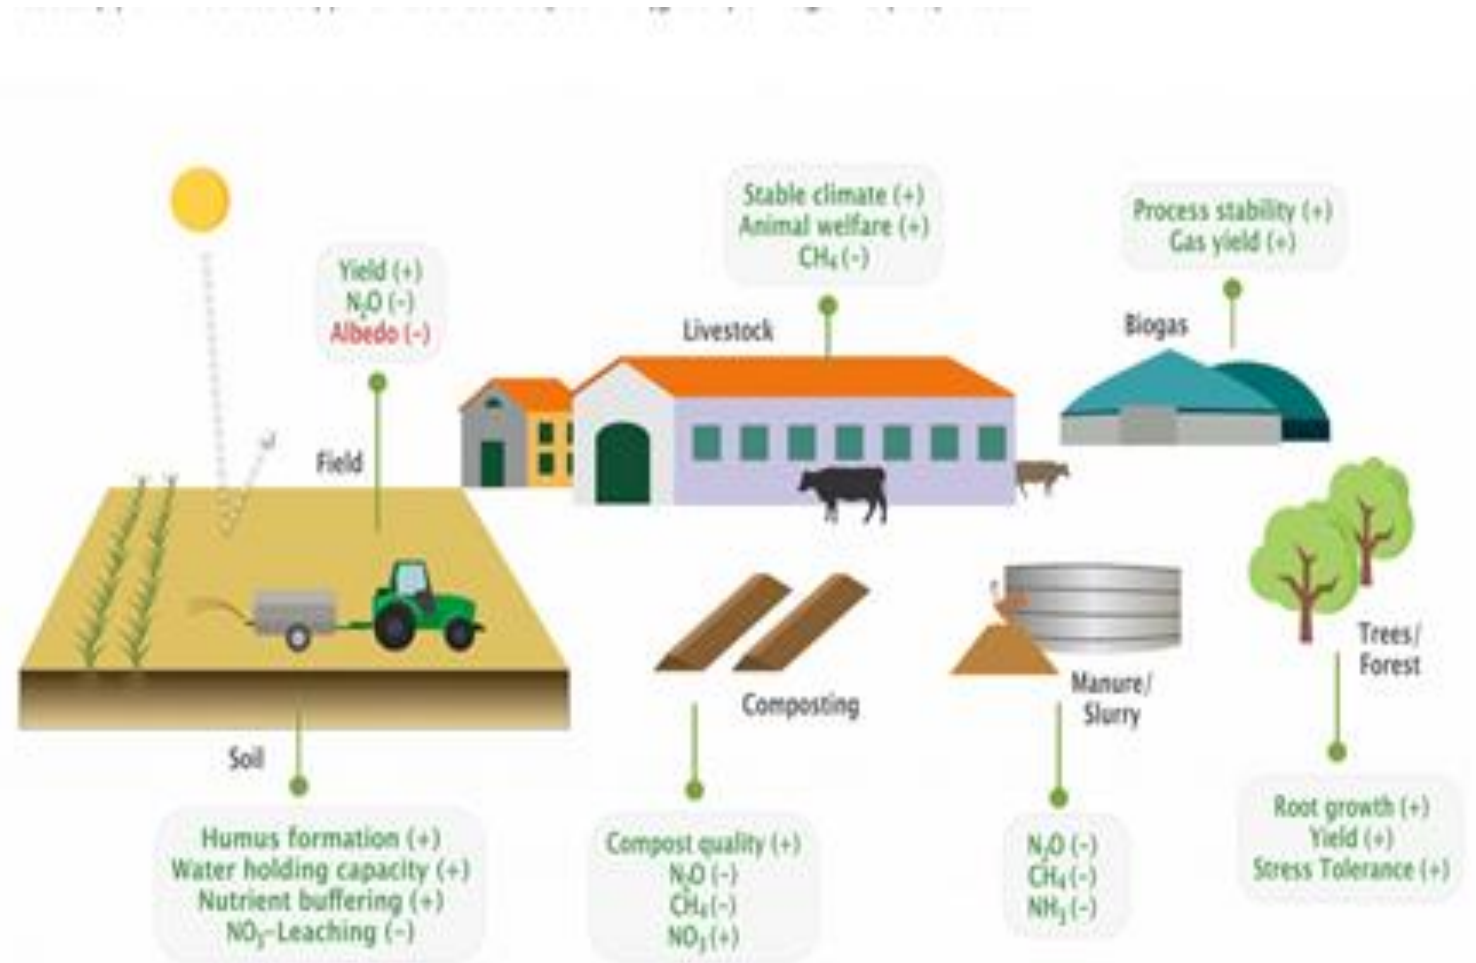 Stable climate (+)
Animal welfare (+)
CH₄ (-)
Process stability (+)
Gas yield (+)
Yield (+)
N₂O (-)
Albedo (-)
Livestock
Biogas
Field
Trees/
Forest
Composting
Manure/
Slurry
Soil
Humus formation (+)
Water holding capacity (+)
Nutrient buffering (+)
NO₃-Leaching (-)
Compost quality (+)
N₂O (-)
CH₄ (-)
NO₃ (+)
N₂O (-)
CH₄ (-)
NH₃ (-)
Root growth (+)
Yield (+)
Stress Tolerance (+)